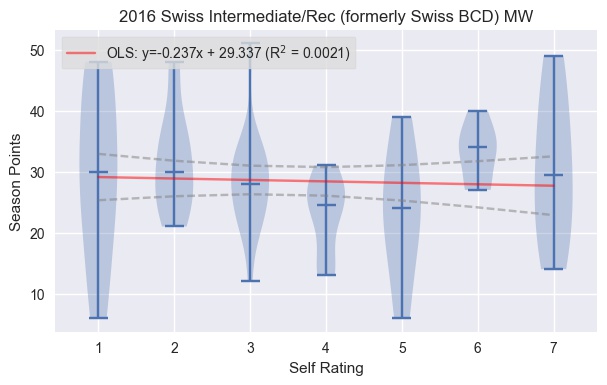 2016 Swiss Intermediate/Rec (formerly Swiss BCD) MW
OLS: y=-0.237x + 29.337 (R² = 0.0021)
Season Points
50
40
30
20
10
1 2 3 4 5 6 7
Self Rating